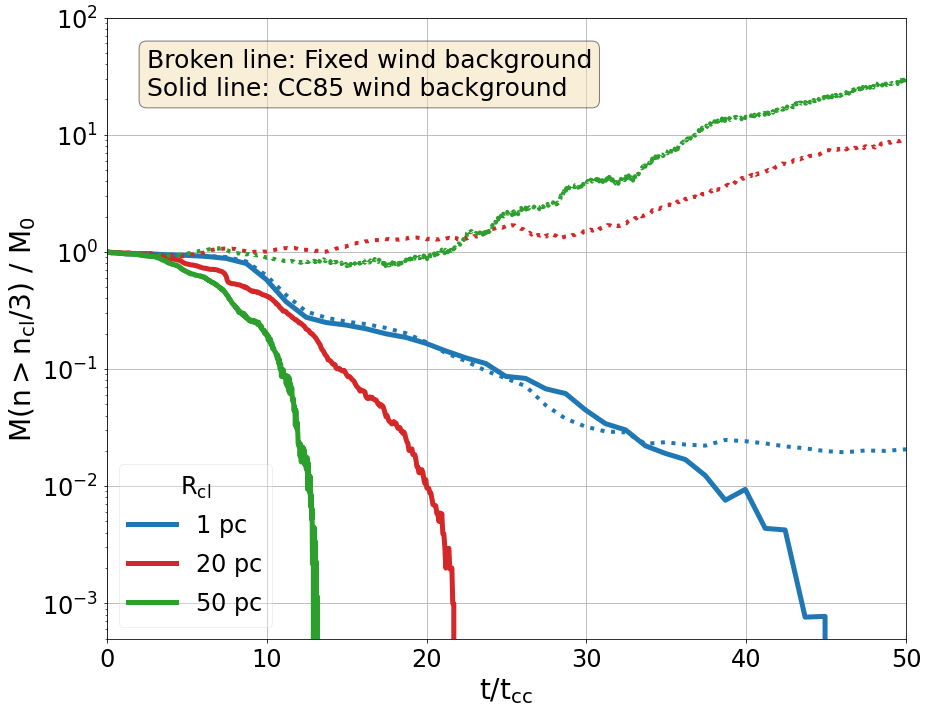 Broken line: Fixed wind background
Solid line: CC85 wind background
M(n > n_cl/3) / M_0
10^2
10^1
10^0
10^−1
10^−2
10^−3
R_cl
1 pc
20 pc
50 pc
0 10 20 30 40 50
t/t_cc